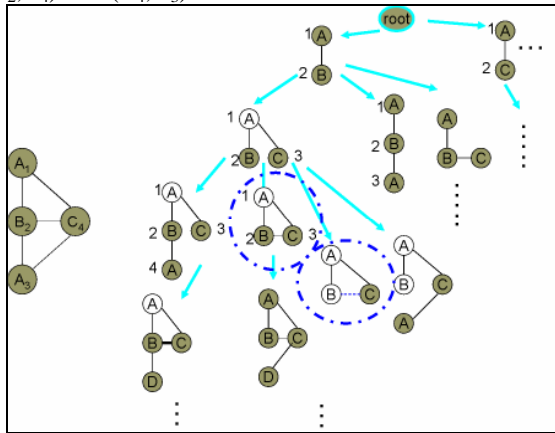 root
1 A 1 A
2 B 2 C
1 A 1 A A
2 B C 3 2 B B C
3 A
A1
B2 C4
A3
1 A 1 A
2 B C 3 2 B C 3
4 A
A A
B C B C
A
A A
B C B C
D D